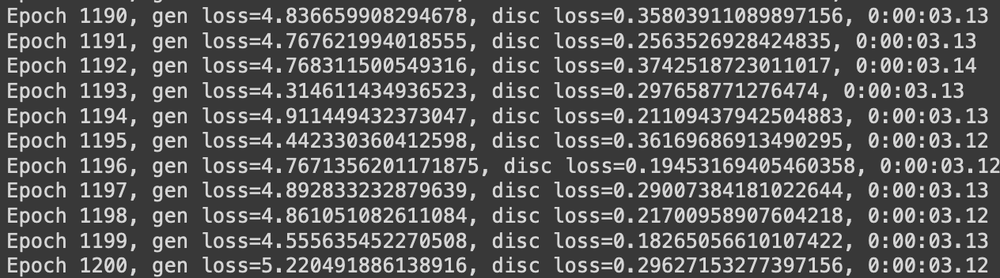 Epoch 1190, gen loss=4.836659908294678, disc loss=0.35803911089897156, 0:00:03.13
Epoch 1191, gen loss=4.767621994018555, disc loss=0.2563526928424835, 0:00:03.13
Epoch 1192, gen loss=4.768311500549316, disc loss=0.3742518723011017, 0:00:03.14
Epoch 1193, gen loss=4.314611434936523, disc loss=0.297658771276474, 0:00:03.13
Epoch 1194, gen loss=4.911449432373047, disc loss=0.21109437942504883, 0:00:03.13
Epoch 1195, gen loss=4.442330360412598, disc loss=0.36169686913490295, 0:00:03.12
Epoch 1196, gen loss=4.7671356201171875, disc loss=0.19453169405460358, 0:00:03.12
Epoch 1197, gen loss=4.892833232879639, disc loss=0.29007384181022644, 0:00:03.13
Epoch 1198, gen loss=4.861051082611084, disc loss=0.21700958907604218, 0:00:03.12
Epoch 1199, gen loss=4.555635452270508, disc loss=0.18265056610107422, 0:00:03.13
Epoch 1200, gen loss=5.220491886138916, disc loss=0.29627153277397156, 0:00:03.12